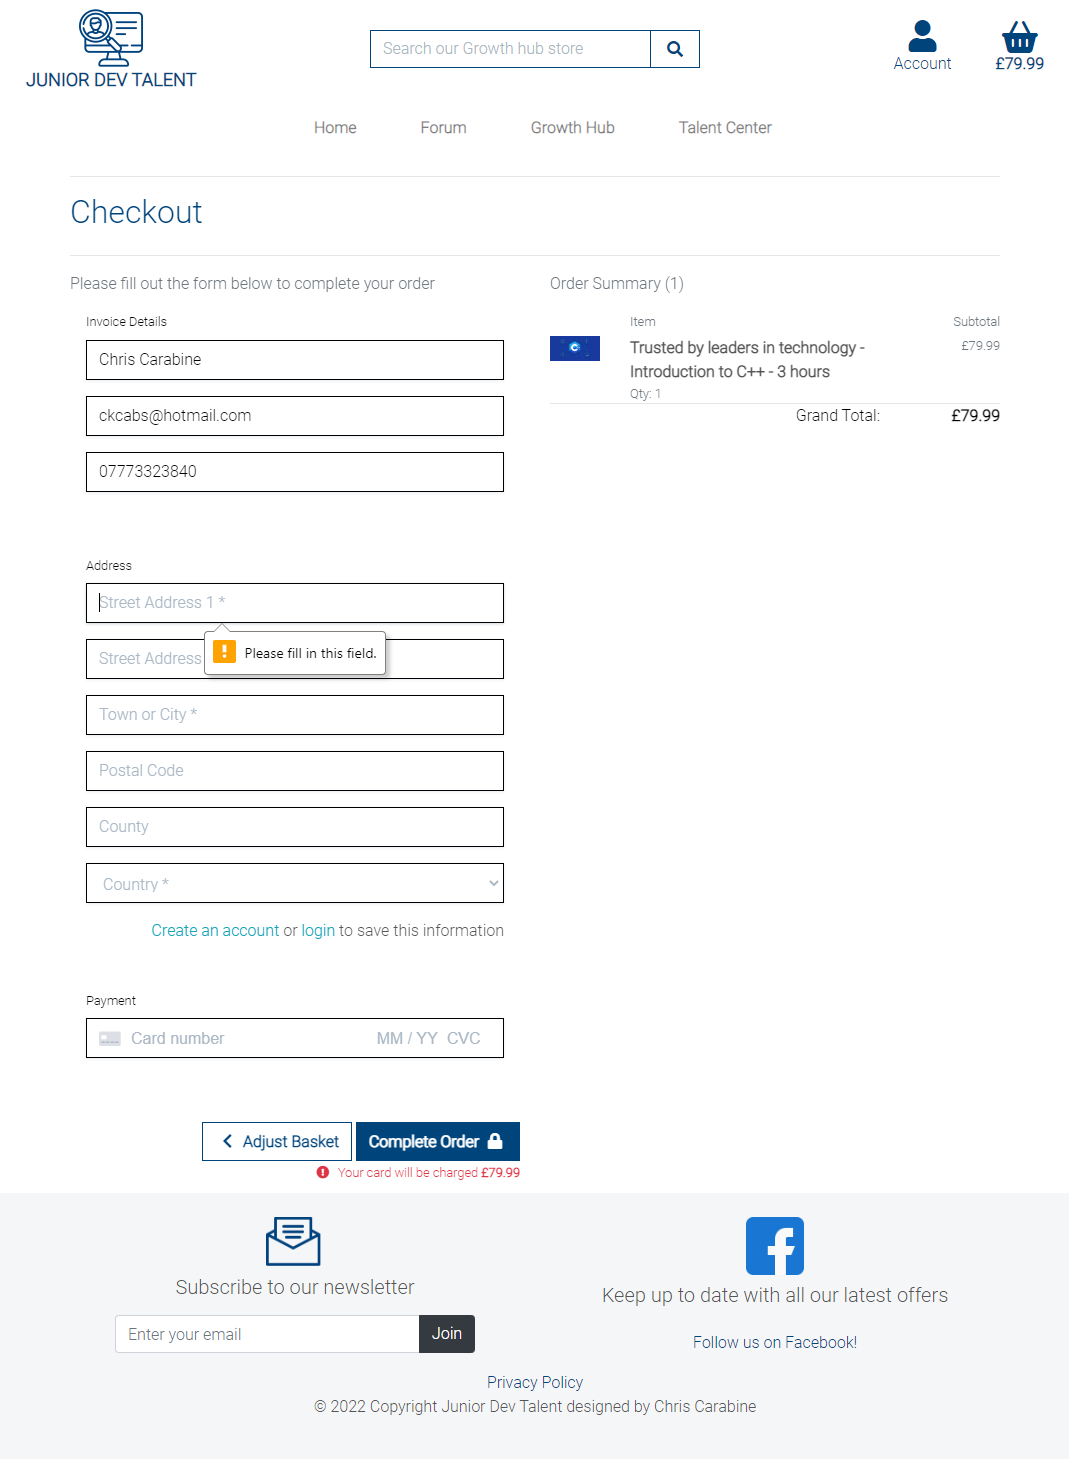 JUNIOR DEV TALENT
Search our Growth hub store
Account
£79.99
Home
Forum
Growth Hub
Talent Center
Checkout
Please fill out the form below to complete your order
Invoice Details
Chris Carabine
ckcabs@hotmail.com
07773323840
Address
Street Address 1 *
Please fill in this field.
Street Address
Town or City *
Postal Code
County
Country *
Create an account or login to save this information
Payment
Card number MM / YY CVC
Adjust Basket
Complete Order
Your card will be charged £79.99
Order Summary (1)
Item Subtotal
Trusted by leaders in technology - £79.99
Introduction to C++ - 3 hours
Qty: 1
Grand Total: £79.99
Subscribe to our newsletter
Enter your email
Join
Keep up to date with all our latest offers
Follow us on Facebook!
Privacy Policy
© 2022 Copyright Junior Dev Talent designed by Chris Carabine